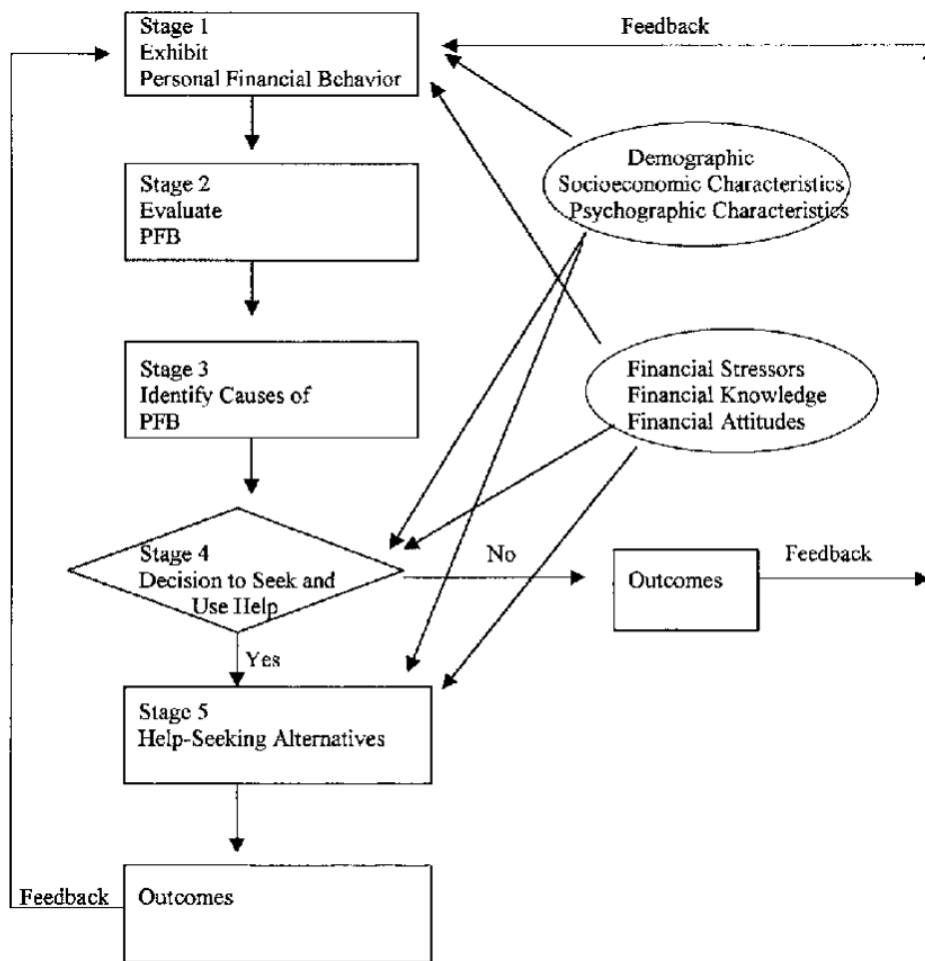 Stage 1
Exhibit
Personal Financial Behavior
Feedback
Demographic
Socioeconomic Characteristics
Psychographic Characteristics
Stage 2
Evaluate
PFB
Stage 3
Identify Causes of
PFB
Financial Stressors
Financial Knowledge
Financial Attitudes
Stage 4
Decision to Seek and
Use Help
No
Outcomes
Feedback
Yes
Stage 5
Help-Seeking Alternatives
Feedback
Outcomes